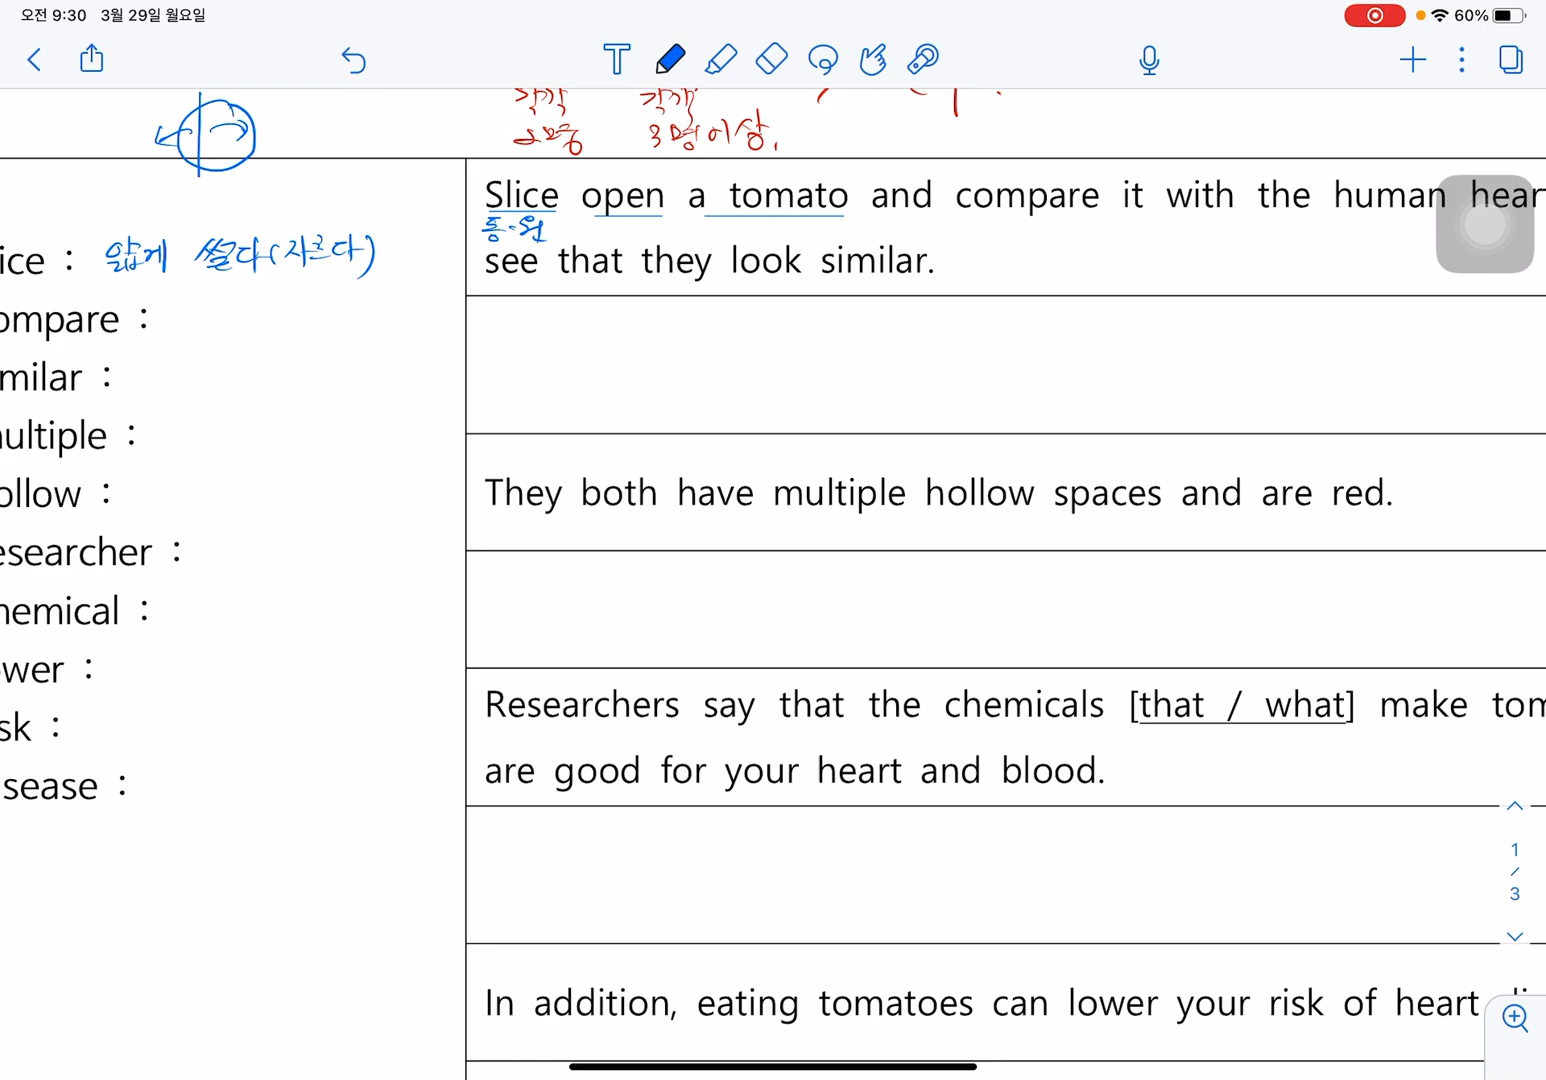 오전 9:30 3월 29일 월요일
60%
각각 각각
3명이상.
Slice open a tomato and compare it with the human hear
동·원
see that they look similar.
ice : 얇게 썰다(자르다)
ompare :
milar :
ultiple :
ollow :
They both have multiple hollow spaces and are red.
esearcher :
hemical :
wer :
sk :
sease :
Researchers say that the chemicals [that / what] make tom
are good for your heart and blood.
1
/
3
In addition, eating tomatoes can lower your risk of heart